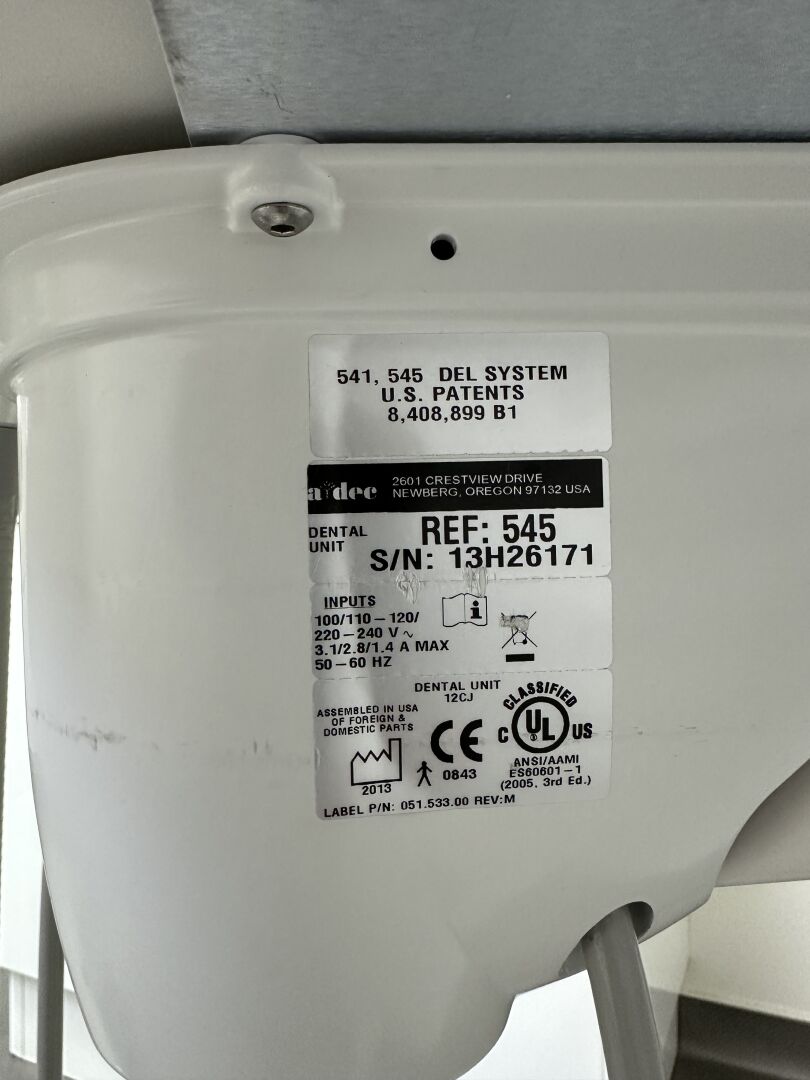 541, 545 DEL SYSTEM
U.S. PATENTS
8,408,899 B1
a dec
2601 CRESTVIEW DRIVE
NEWBERG, OREGON 97132 USA
DENTAL
UNIT
REF: 545
S/N: 13H26171
INPUTS
100/110 – 120/
220 – 240 V ~
3.1/2.8/1.4 A MAX
50 – 60 HZ
i
DENTAL UNIT
12CJ
ASSEMBLED IN USA
OF FOREIGN &
DOMESTIC PARTS
2013
CE
0843
CLASSIFIED
C UL US
ANSI/AAMI
ES60601 – 1
(2005, 3rd Ed.)
LABEL P/N: 051.533.00 REV:M